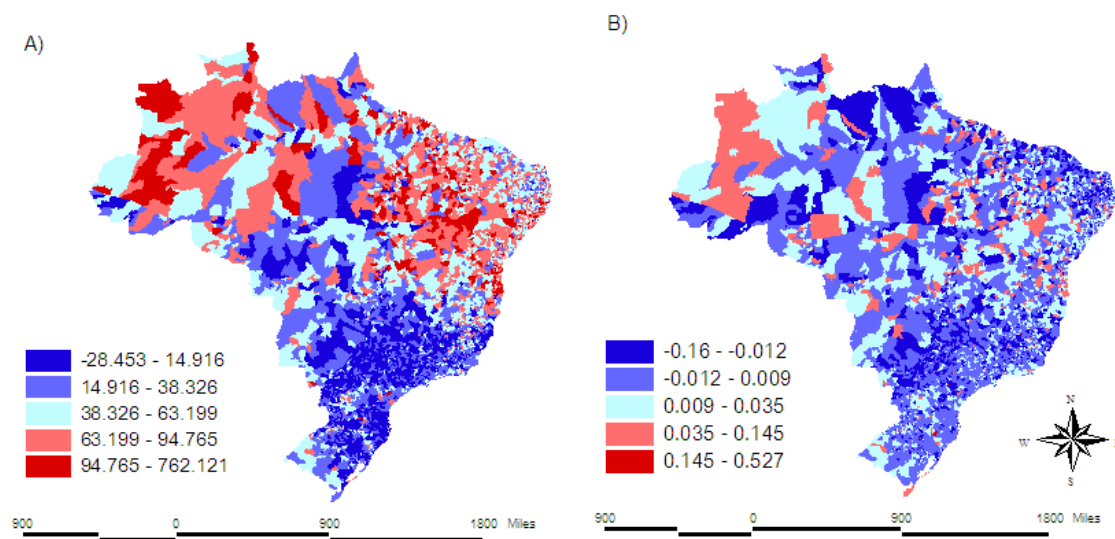 A)
-28.453 - 14.916
14.916 - 38.326
38.326 - 63.199
63.199 - 94.765
94.765 - 762.121
900 0 900 1800 Miles
B)
-0.16 - -0.012
-0.012 - 0.009
0.009 - 0.035
0.035 - 0.145
0.145 - 0.527
N
W
S
900 0 900 1800 Miles